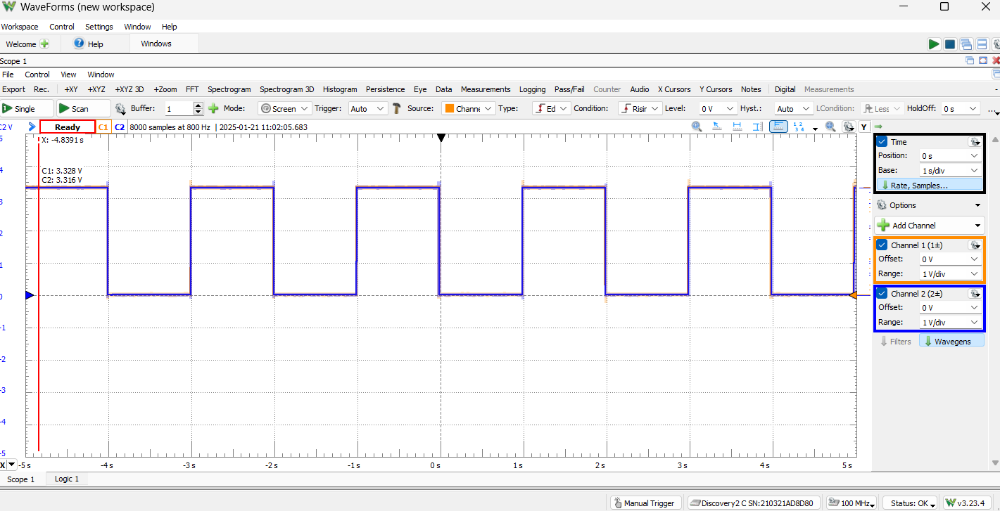 WaveForms (new workspace)
Workspace Control Settings Window Help
Welcome Help Windows
Scope 1
File Control View Window
Export Rec. +XY +XYZ +XYZ 3D +Zoom FFT Spectrogram Spectrogram 3D Histogram Persistence Eye Data Measurements Logging Pass/Fail Counter Audio X Cursors Y Cursors Notes Digital Measurements
Single Scan Buffer: 1 Mode: Screen Trigger: Auto Source: Channe Type: Ed Condition: Risir Level: 0 V Hyst.: Auto LCondition: Less HoldOff: 0 s ...
C2 V Ready C1 C2 8000 samples at 800 Hz | 2025-01-21 11:02:05.683 Y
X: -4.8391 s
C1: 3.328 V
C2: 3.316 V
5
4
3
2
1
0
-1
-2
-3
-4
-5
X -5 s -4 s -3 s -2 s -1 s 0 s 1 s 2 s 3 s 4 s 5 s
Time
Position: 0 s
Base: 1 s/div
Rate, Samples...
Options
Add Channel
Channel 1 (1±)
Offset: 0 V
Range: 1 V/div
Channel 2 (2±)
Offset: 0 V
Range: 1 V/div
Filters Wavegens
Scope 1 Logic 1
Manual Trigger Discovery2 C SN:210321AD8D80 100 MHz Status: OK v3.23.4